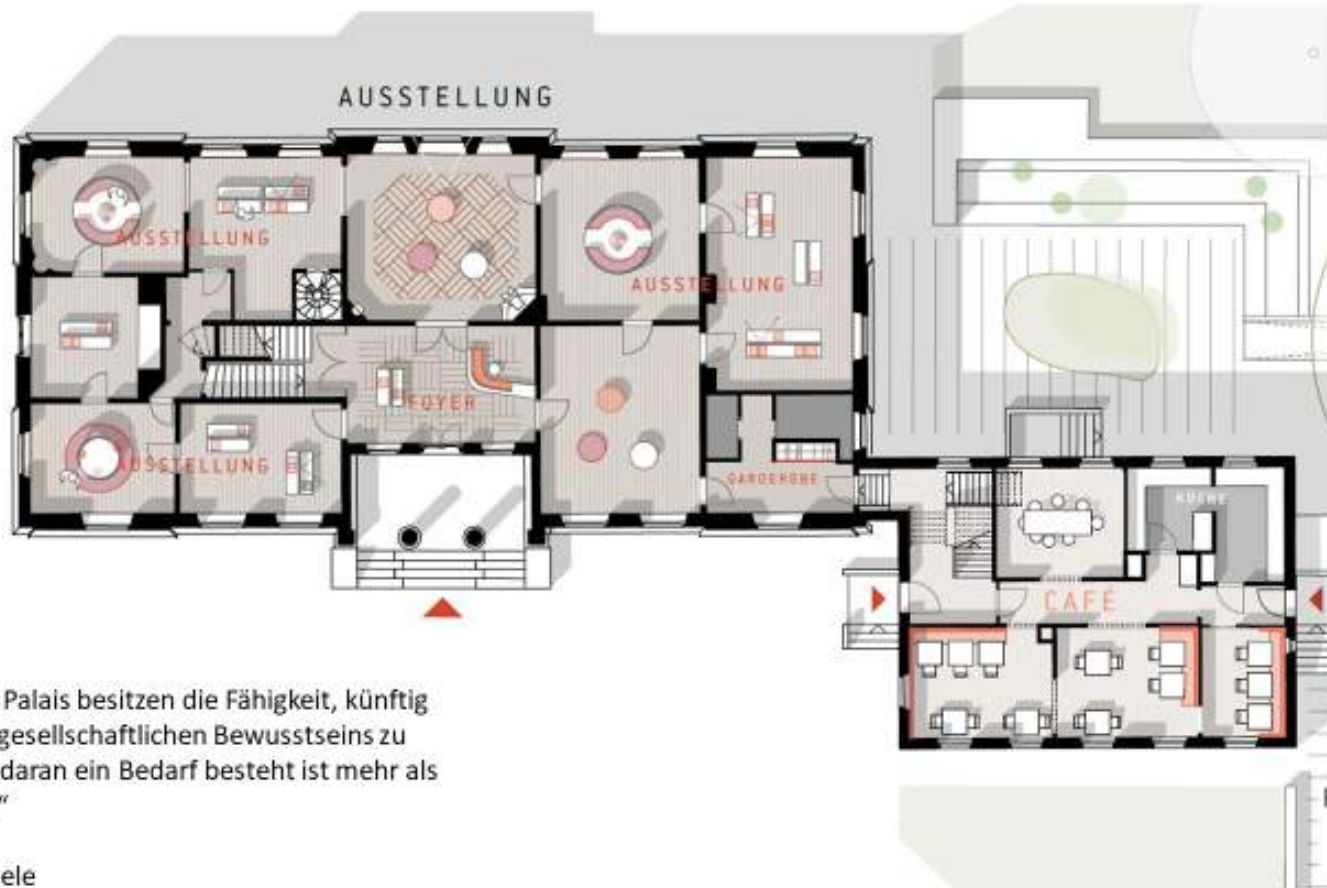 AUSSTELLUNG
AUSSTELLUNG
AUSSTELLUNG
FOYER
AUSSTELLUNG
GARDEROBE
KÜCHE
CAFÉ
Palais besitzen die Fähigkeit, künftig
gesellschaftlichen Bewusstseins zu
daran ein Bedarf besteht ist mehr als
“
ele